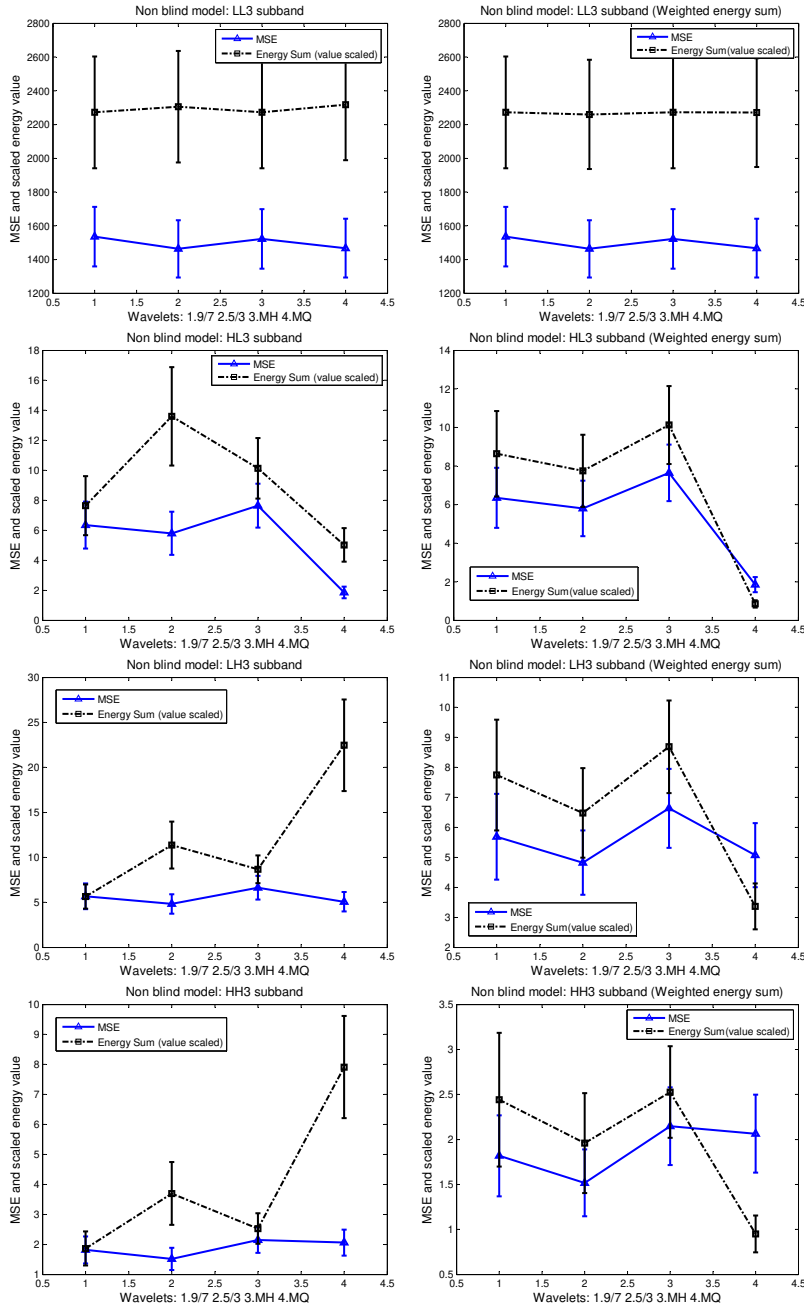 Non blind model: LL3 subband
MSE and scaled energy value
2800
2600
2400
2200
2000
1800
1600
1400
1200
MSE
Energy Sum (value scaled)
0.5 1 1.5 2 2.5 3 3.5 4 4.5
Wavelets: 1.9/7 2.5/3 3.MH 4.MQ
Non blind model: LL3 subband (Weighted energy sum)
MSE and scaled energy value
2800
2600
2400
2200
2000
1800
1600
1400
1200
MSE
Energy Sum(value scaled)
0.5 1 1.5 2 2.5 3 3.5 4 4.5
Wavelets: 1.9/7 2.5/3 3.MH 4.MQ
Non blind model: HL3 subband
MSE and scaled energy value
18
16
14
12
10
8
6
4
2
0
MSE
Energy Sum (value scaled)
0.5 1 1.5 2 2.5 3 3.5 4 4.5
Wavelets: 1.9/7 2.5/3 3.MH 4.MQ
Non blind model: HL3 subband (Weighted energy sum)
MSE and scaled energy value
14
12
10
8
6
4
2
0
MSE
Energy Sum(value scaled)
0.5 1 1.5 2 2.5 3 3.5 4 4.5
Wavelets: 1.9/7 2.5/3 3.MH 4.MQ
Non blind model: LH3 subband
MSE and scaled energy value
30
25
20
15
10
5
0
MSE
Energy Sum (value scaled)
0.5 1 1.5 2 2.5 3 3.5 4 4.5
Wavelets: 1.9/7 2.5/3 3.MH 4.MQ
Non blind model: LH3 subband (Weighted energy sum)
MSE and scaled energy value
11
10
9
8
7
6
5
4
3
2
MSE
Energy Sum(value scaled)
0.5 1 1.5 2 2.5 3 3.5 4 4.5
Wavelets: 1.9/7 2.5/3 3.MH 4.MQ
Non blind model: HH3 subband
MSE and scaled energy value
10
9
8
7
6
5
4
3
2
1
MSE
Energy Sum (value scaled)
0.5 1 1.5 2 2.5 3 3.5 4 4.5
Wavelets: 1.9/7 2.5/3 3.MH 4.MQ
Non blind model: HH3 subband (Weighted energy sum)
MSE and scaled energy value
3.5
3
2.5
2
1.5
1
0.5
MSE
Energy Sum(value scaled)
0.5 1 1.5 2 2.5 3 3.5 4 4.5
Wavelets: 1.9/7 2.5/3 3.MH 4.MQ